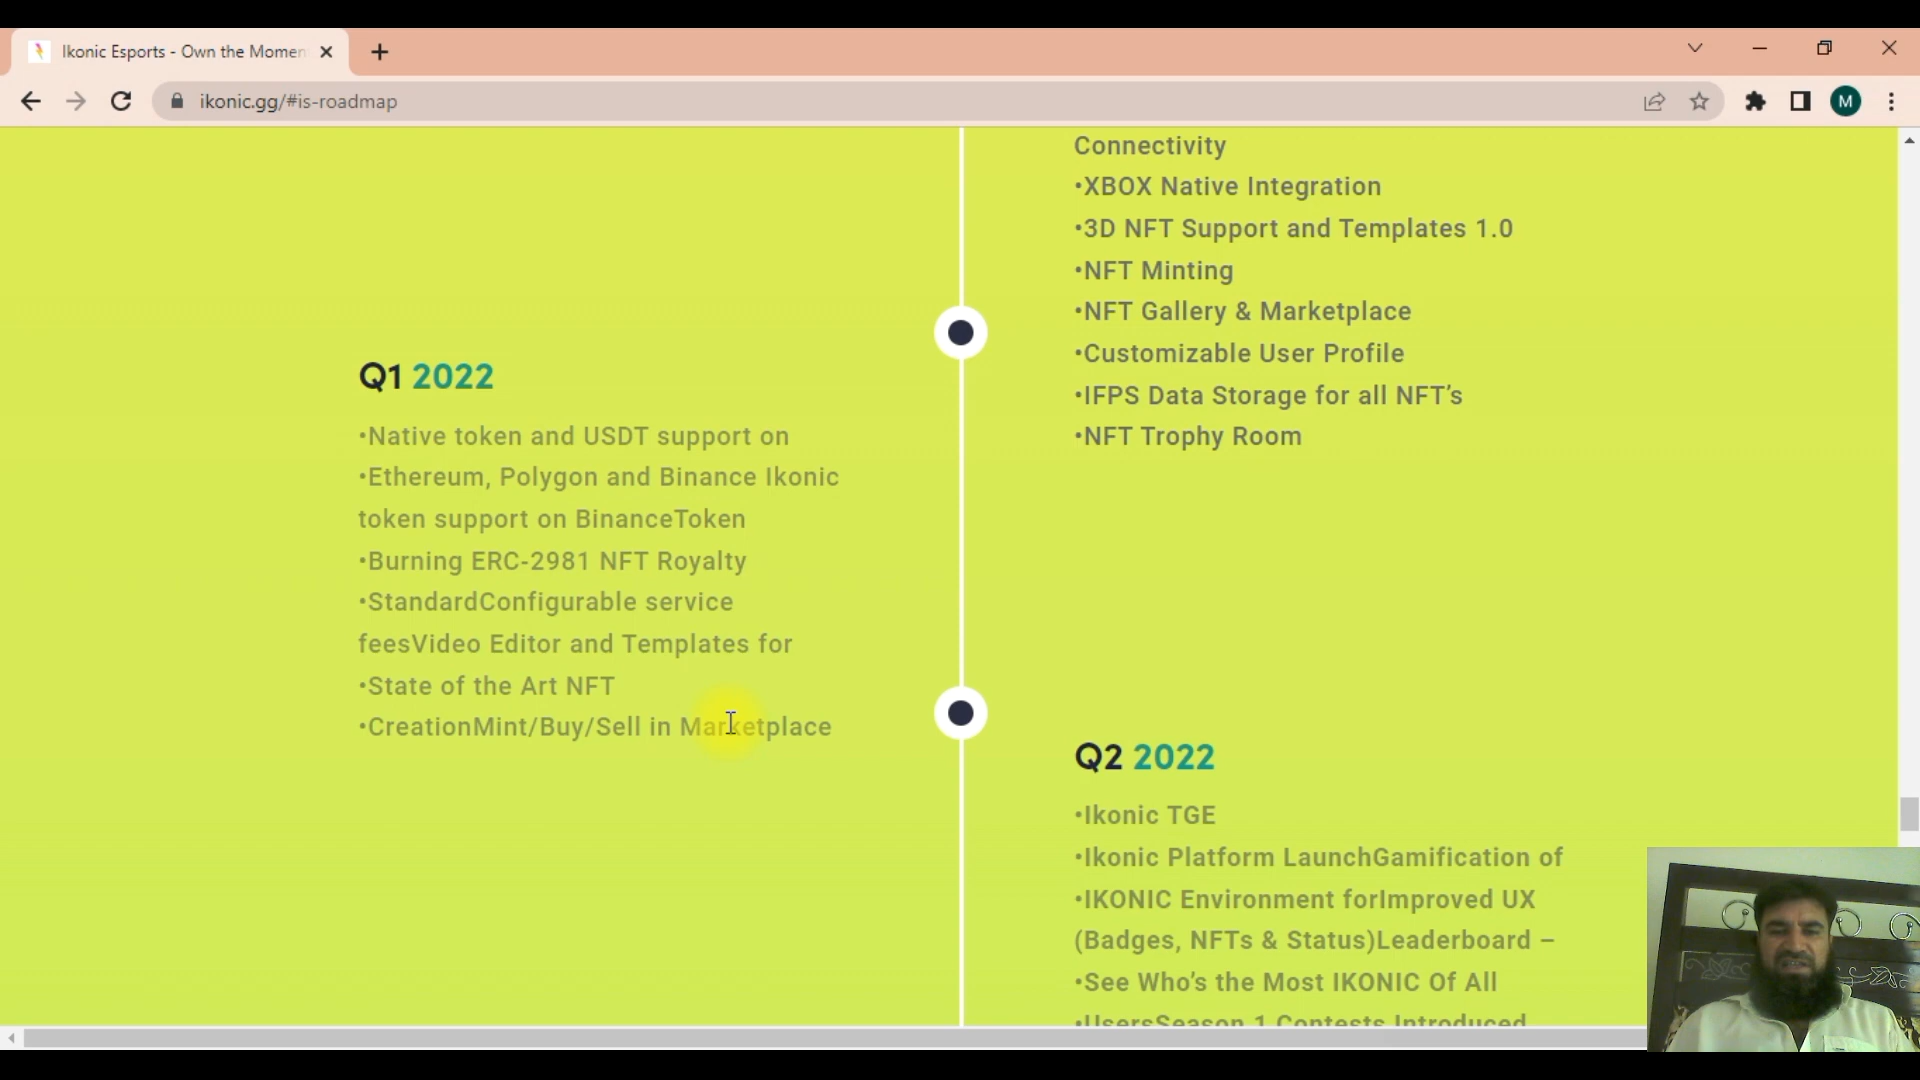 Ikonic Esports - Own the Momen
ikonic.gg/#is-roadmap
M
Connectivity
•XBOX Native Integration
•3D NFT Support and Templates 1.0
•NFT Minting
•NFT Gallery & Marketplace
•Customizable User Profile
•IFPS Data Storage for all NFT’s
•NFT Trophy Room
Q1 2022
•Native token and USDT support on
•Ethereum, Polygon and Binance Ikonic
token support on BinanceToken
•Burning ERC-2981 NFT Royalty
•StandardConfigurable service
feesVideo Editor and Templates for
•State of the Art NFT
•CreationMint/Buy/Sell in Marketplace
Q2 2022
•Ikonic TGE
•Ikonic Platform LaunchGamification of
•IKONIC Environment forImproved UX
(Badges, NFTs & Status)Leaderboard –
•See Who’s the Most IKONIC Of All
•UsersSeason 1 Contests Introduced